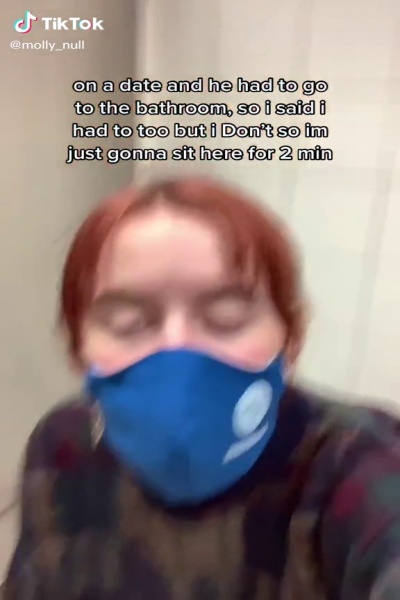 TikTok
@molly_null
on a date and he had to go
to the bathroom, so i said i
had to too but i Don't so im
just gonna sit here for 2 min